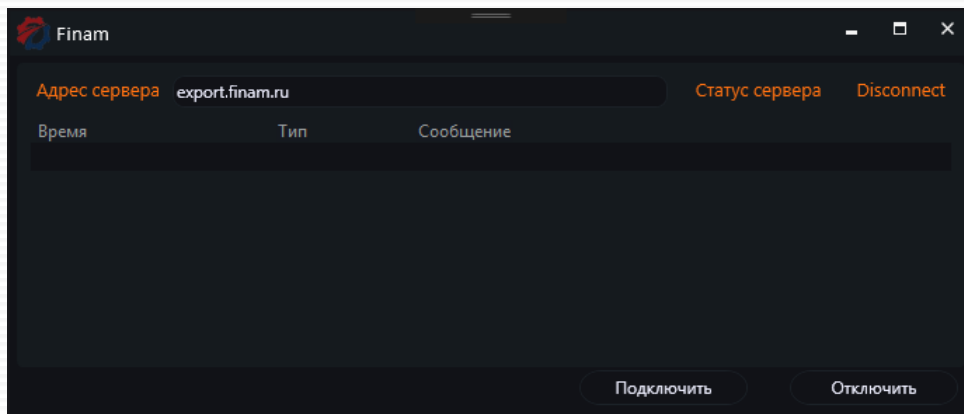 Finam
Адрес сервера export.finam.ru Статус сервера Disconnect
Время Тип Сообщение
Подключить Отключить